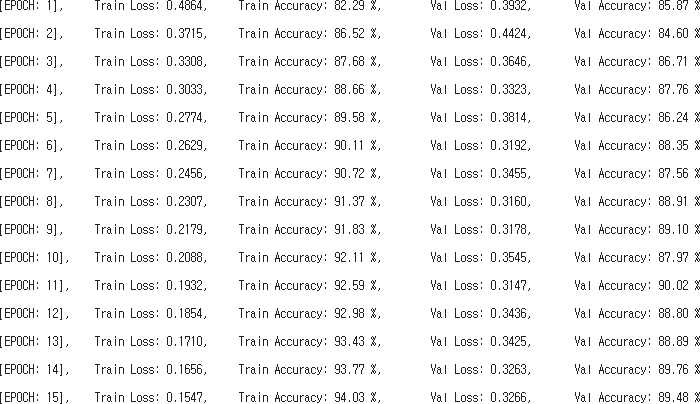 [EPOCH: 1], Train Loss: 0.4864, Train Accuracy: 82.29 %, Val Loss: 0.3932, Val Accuracy: 85.87 %
[EPOCH: 2], Train Loss: 0.3715, Train Accuracy: 86.52 %, Val Loss: 0.4424, Val Accuracy: 84.60 %
[EPOCH: 3], Train Loss: 0.3308, Train Accuracy: 87.68 %, Val Loss: 0.3646, Val Accuracy: 86.71 %
[EPOCH: 4], Train Loss: 0.3033, Train Accuracy: 88.66 %, Val Loss: 0.3323, Val Accuracy: 87.76 %
[EPOCH: 5], Train Loss: 0.2774, Train Accuracy: 89.58 %, Val Loss: 0.3814, Val Accuracy: 86.24 %
[EPOCH: 6], Train Loss: 0.2629, Train Accuracy: 90.11 %, Val Loss: 0.3192, Val Accuracy: 88.35 %
[EPOCH: 7], Train Loss: 0.2456, Train Accuracy: 90.72 %, Val Loss: 0.3455, Val Accuracy: 87.56 %
[EPOCH: 8], Train Loss: 0.2307, Train Accuracy: 91.37 %, Val Loss: 0.3160, Val Accuracy: 88.91 %
[EPOCH: 9], Train Loss: 0.2179, Train Accuracy: 91.83 %, Val Loss: 0.3178, Val Accuracy: 89.10 %
[EPOCH: 10], Train Loss: 0.2088, Train Accuracy: 92.11 %, Val Loss: 0.3545, Val Accuracy: 87.97 %
[EPOCH: 11], Train Loss: 0.1932, Train Accuracy: 92.59 %, Val Loss: 0.3147, Val Accuracy: 90.02 %
[EPOCH: 12], Train Loss: 0.1854, Train Accuracy: 92.98 %, Val Loss: 0.3436, Val Accuracy: 88.80 %
[EPOCH: 13], Train Loss: 0.1710, Train Accuracy: 93.43 %, Val Loss: 0.3425, Val Accuracy: 88.89 %
[EPOCH: 14], Train Loss: 0.1656, Train Accuracy: 93.77 %, Val Loss: 0.3263, Val Accuracy: 89.76 %
[EPOCH: 15], Train Loss: 0.1547, Train Accuracy: 94.03 %, Val Loss: 0.3266, Val Accuracy: 89.48 %